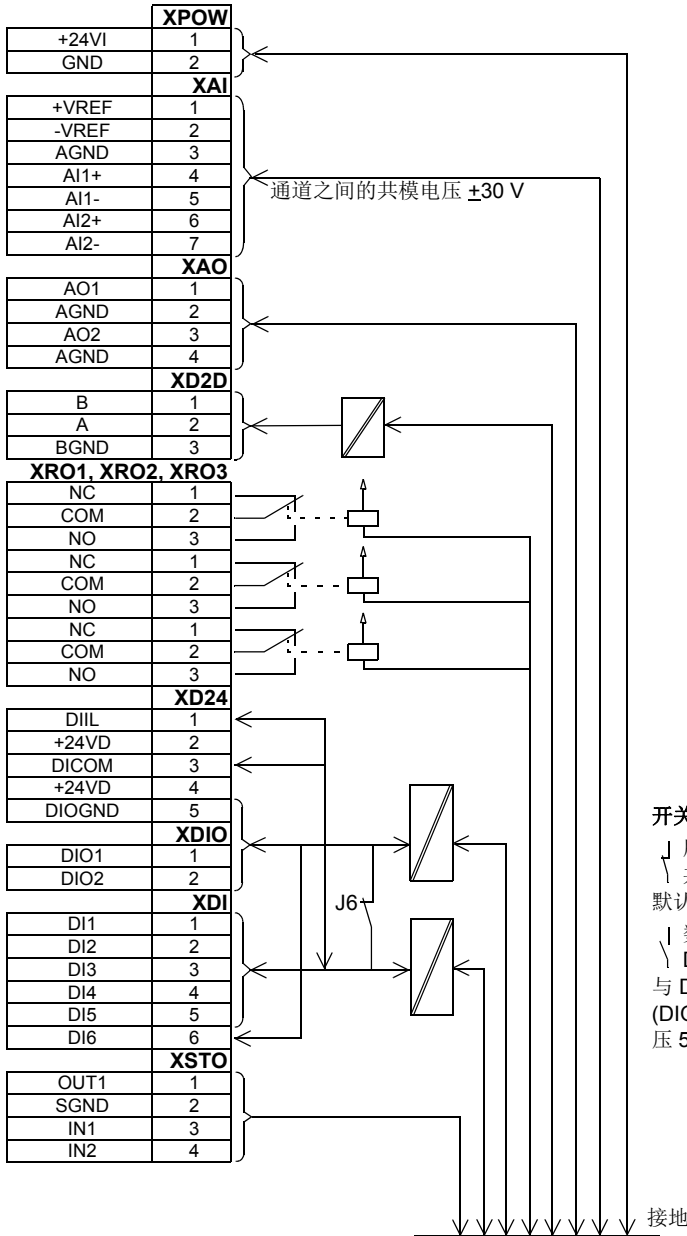 XPOW
+24VI 1
GND 2
XAI
+VREF 1
-VREF 2
AGND 3
AI1+ 4
AI1- 5
AI2+ 6
AI2- 7
通道之间的共模电压 ±30 V
XAO
AO1 1
AGND 2
AO2 3
AGND 4
XD2D
B 1
A 2
BGND 3
XRO1, XRO2, XRO3
NC 1
COM 2
NO 3
NC 1
COM 2
NO 3
NC 1
COM 2
NO 3
XD24
DIIL 1
+24VD 2
DICOM 3
+24VD 4
DIOGND 5
XDIO
DIO1 1
DIO2 2
XDI
DI1 1
DI2 2
DI3 3
DI4 4
DI5 5
DI6 6
J6
XSTO
OUT1 1
SGND 2
IN1 3
IN2 4
开关
默认
与 D
(DIO
压 5
接地